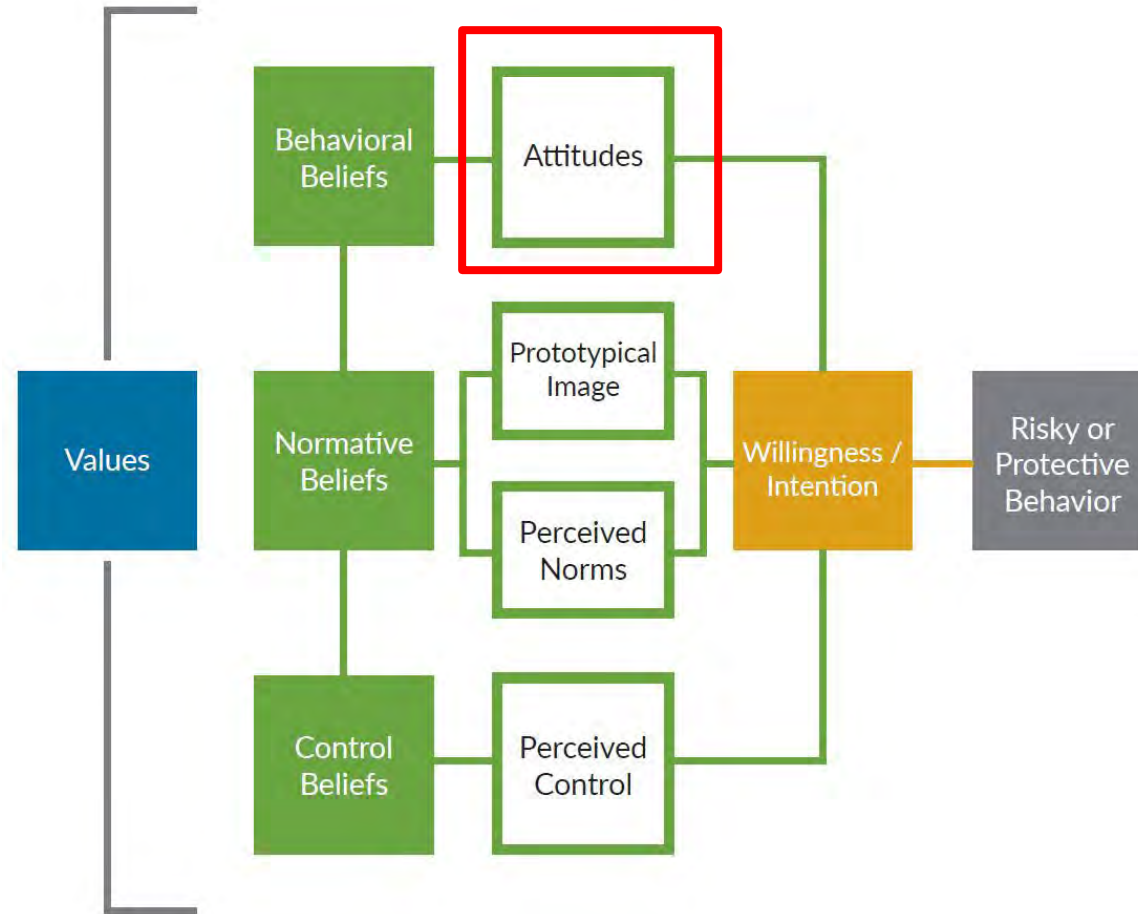 Behavioral
Beliefs
Attitudes
Prototypical
Image
Values
Normative
Beliefs
Willingness /
Intention
Risky or
Protective
Behavior
Perceived
Norms
Control
Beliefs
Perceived
Control